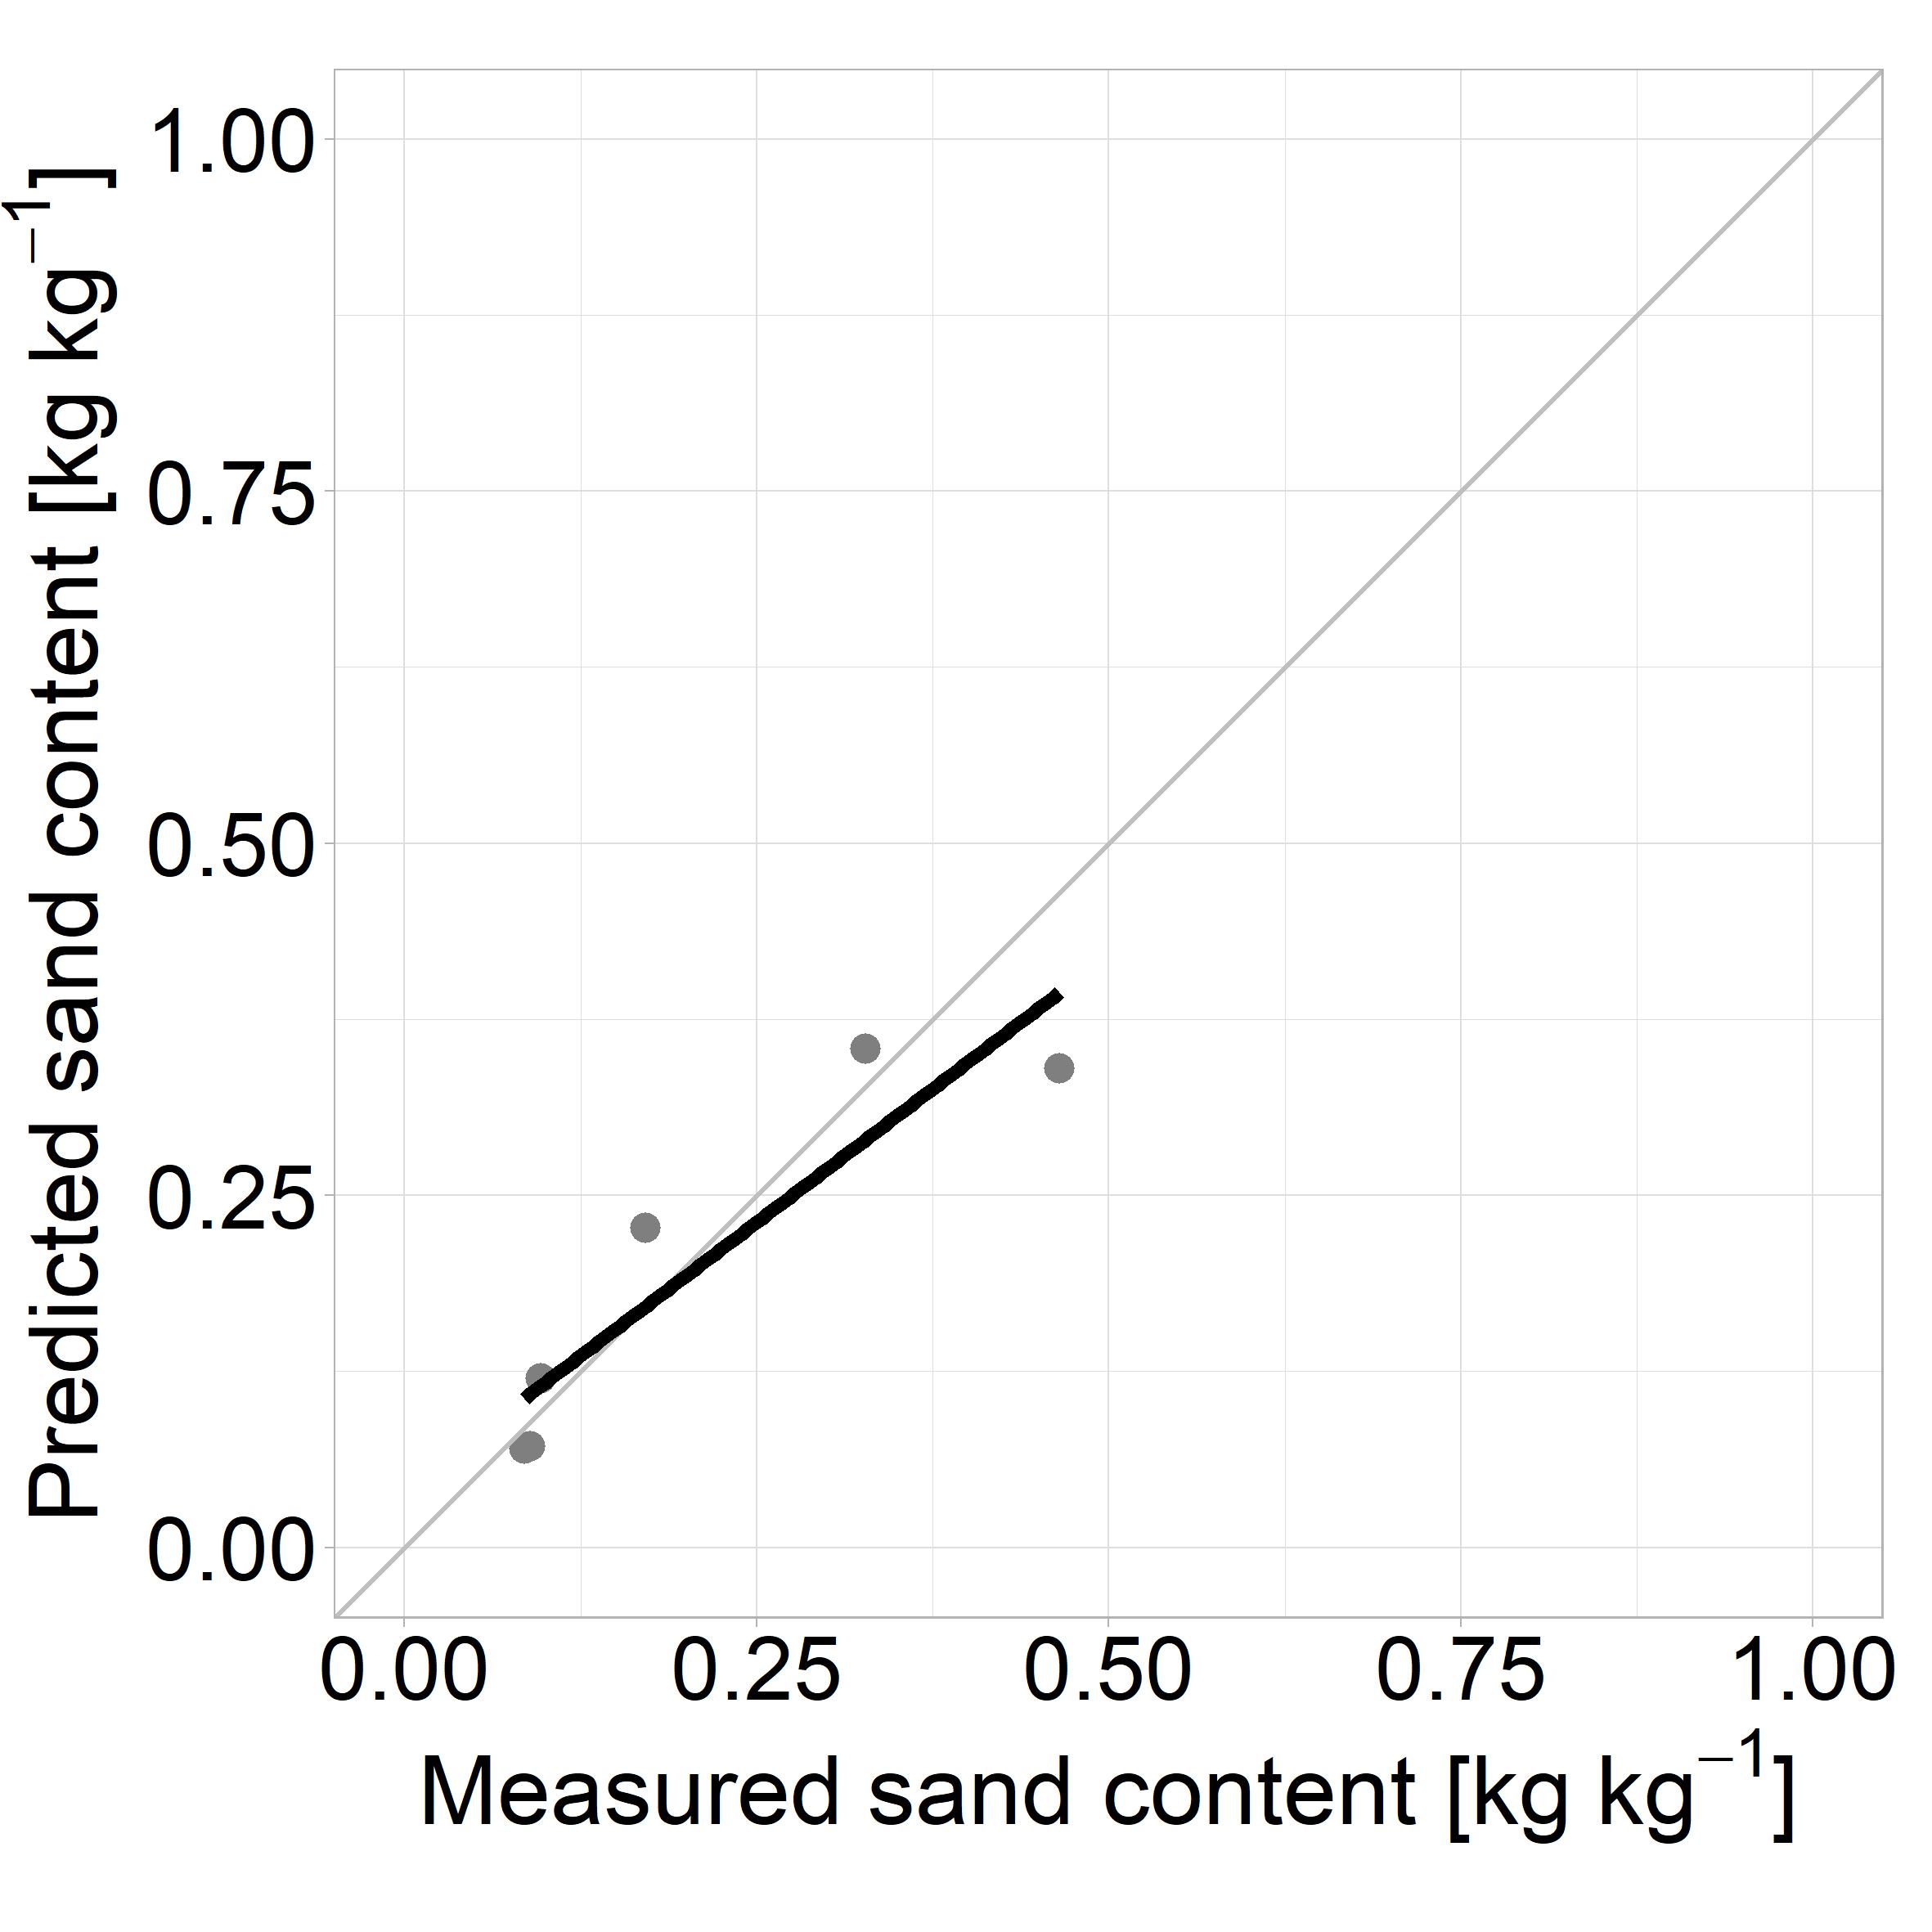 Predicted sand content [kg kg⁻¹]
1.00
0.75
0.50
0.25
0.00
0.00 0.25 0.50 0.75 1.00
Measured sand content [kg kg⁻¹]